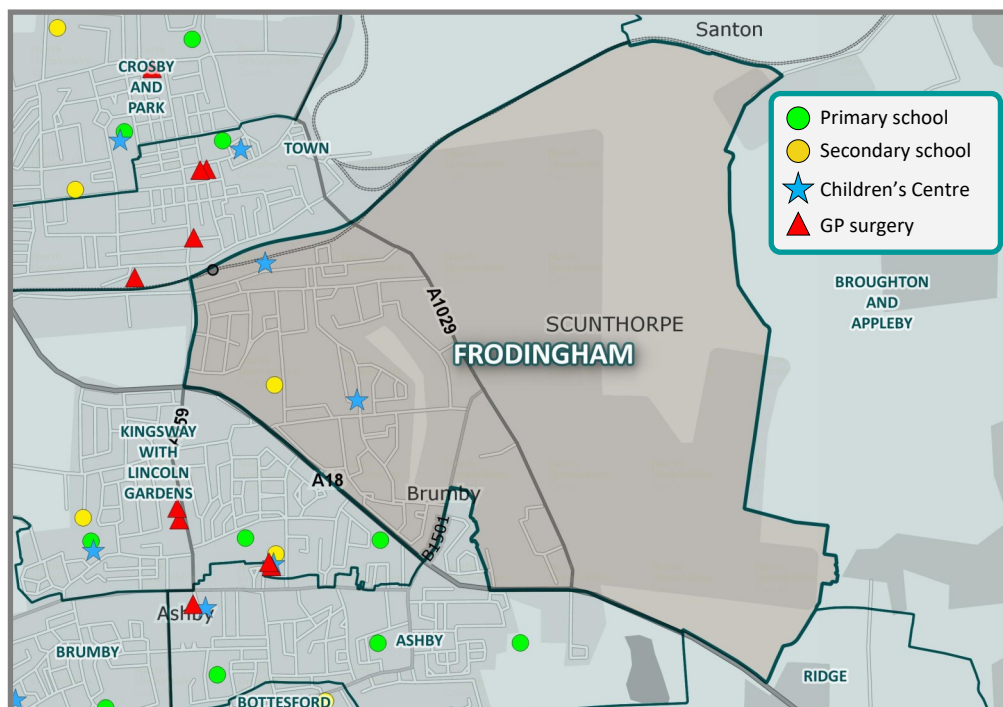 Santon
CROSBY
AND
PARK
TOWN
Primary school
Secondary school
Children's Centre
GP surgery
BROUGHTON
AND
APPLEBY
A1029
SCUNTHORPE
FRODINGHAM
KINGSWAY
WITH
LINCOLN
GARDENS
A18
Brumby
B1501
Ashby
BRUMBY
ASHBY
RIDGE
BOTTESFORD